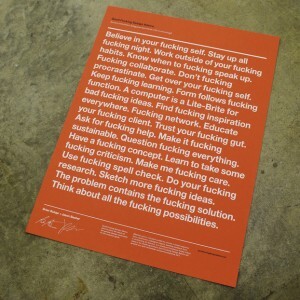 Believe in your fucking self. Stay up all
fucking night. Work outside of your fucking
habits. Know when to fucking speak up.
Fucking collaborate. Don't fucking
procrastinate. Get over your fucking self.
Keep fucking learning. Form follows fucking
function. A computer is a Lite-Brite for
bad fucking ideas. Find fucking inspiration
everywhere. Fucking network. Educate
your fucking client. Trust your fucking gut.
Ask for fucking help. Make it fucking
sustainable. Question fucking everything.
Have a fucking concept. Learn to take some
fucking criticism. Make me fucking care.
Use fucking spell check. Do your fucking
research. Sketch more fucking ideas.
The problem contains the fucking solution.
Think about all the fucking possibilities.